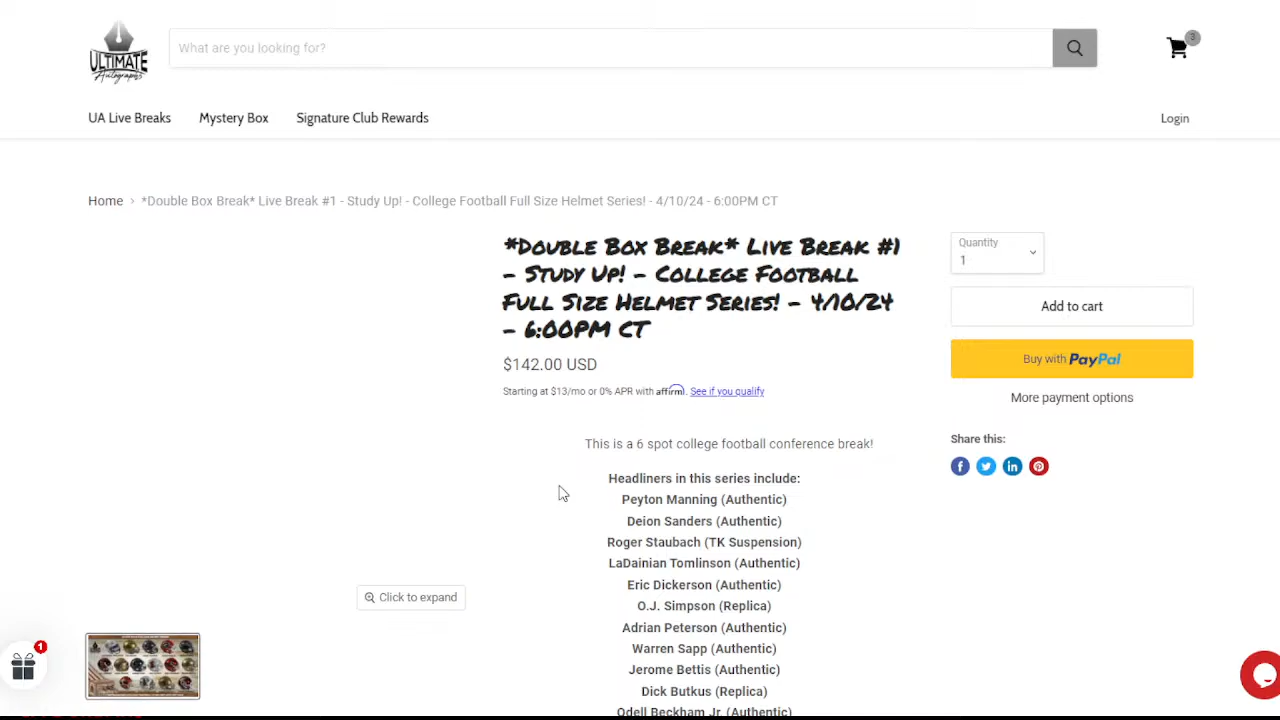 ULTIMATE
Autographs
What are you looking for?
3
UA Live Breaks
Mystery Box
Signature Club Rewards
Login
Home › *Double Box Break* Live Break #1 - Study Up! - College Football Full Size Helmet Series! - 4/10/24 - 6:00PM CT
*Double Box Break* Live Break #1
- Study Up! - College Football
Full Size Helmet Series! - 4/10/24
- 6:00PM CT
$142.00 USD
Starting at $13/mo or 0% APR with affirm. See if you qualify
This is a 6 spot college football conference break!
Headliners in this series include:
Peyton Manning (Authentic)
Deion Sanders (Authentic)
Roger Staubach (TK Suspension)
LaDainian Tomlinson (Authentic)
Eric Dickerson (Authentic)
O.J. Simpson (Replica)
Adrian Peterson (Authentic)
Warren Sapp (Authentic)
Jerome Bettis (Authentic)
Dick Butkus (Replica)
Odell Beckham Jr. (Authentic)
Quantity
1
Add to cart
Buy with PayPal
More payment options
Share this:
Click to expand
1